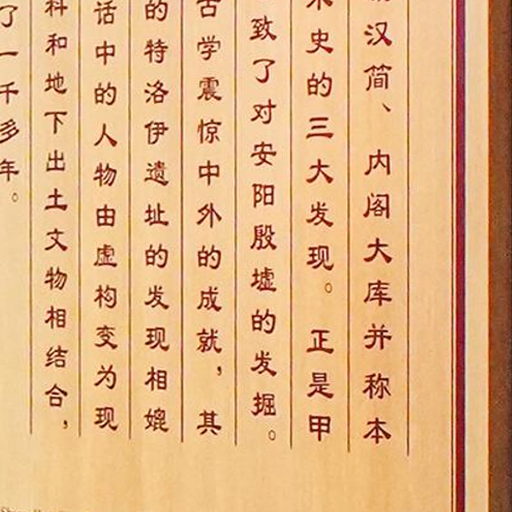 汉简、内阁大库并称本
术史的三大发现。正是甲
致了对安阳殷墟的发掘。
古学震惊中外的成就，其
的特洛伊遗址的发现相媲
话中的人物由虚构变为现
料和地下出土文物相结合，
了一千多年。